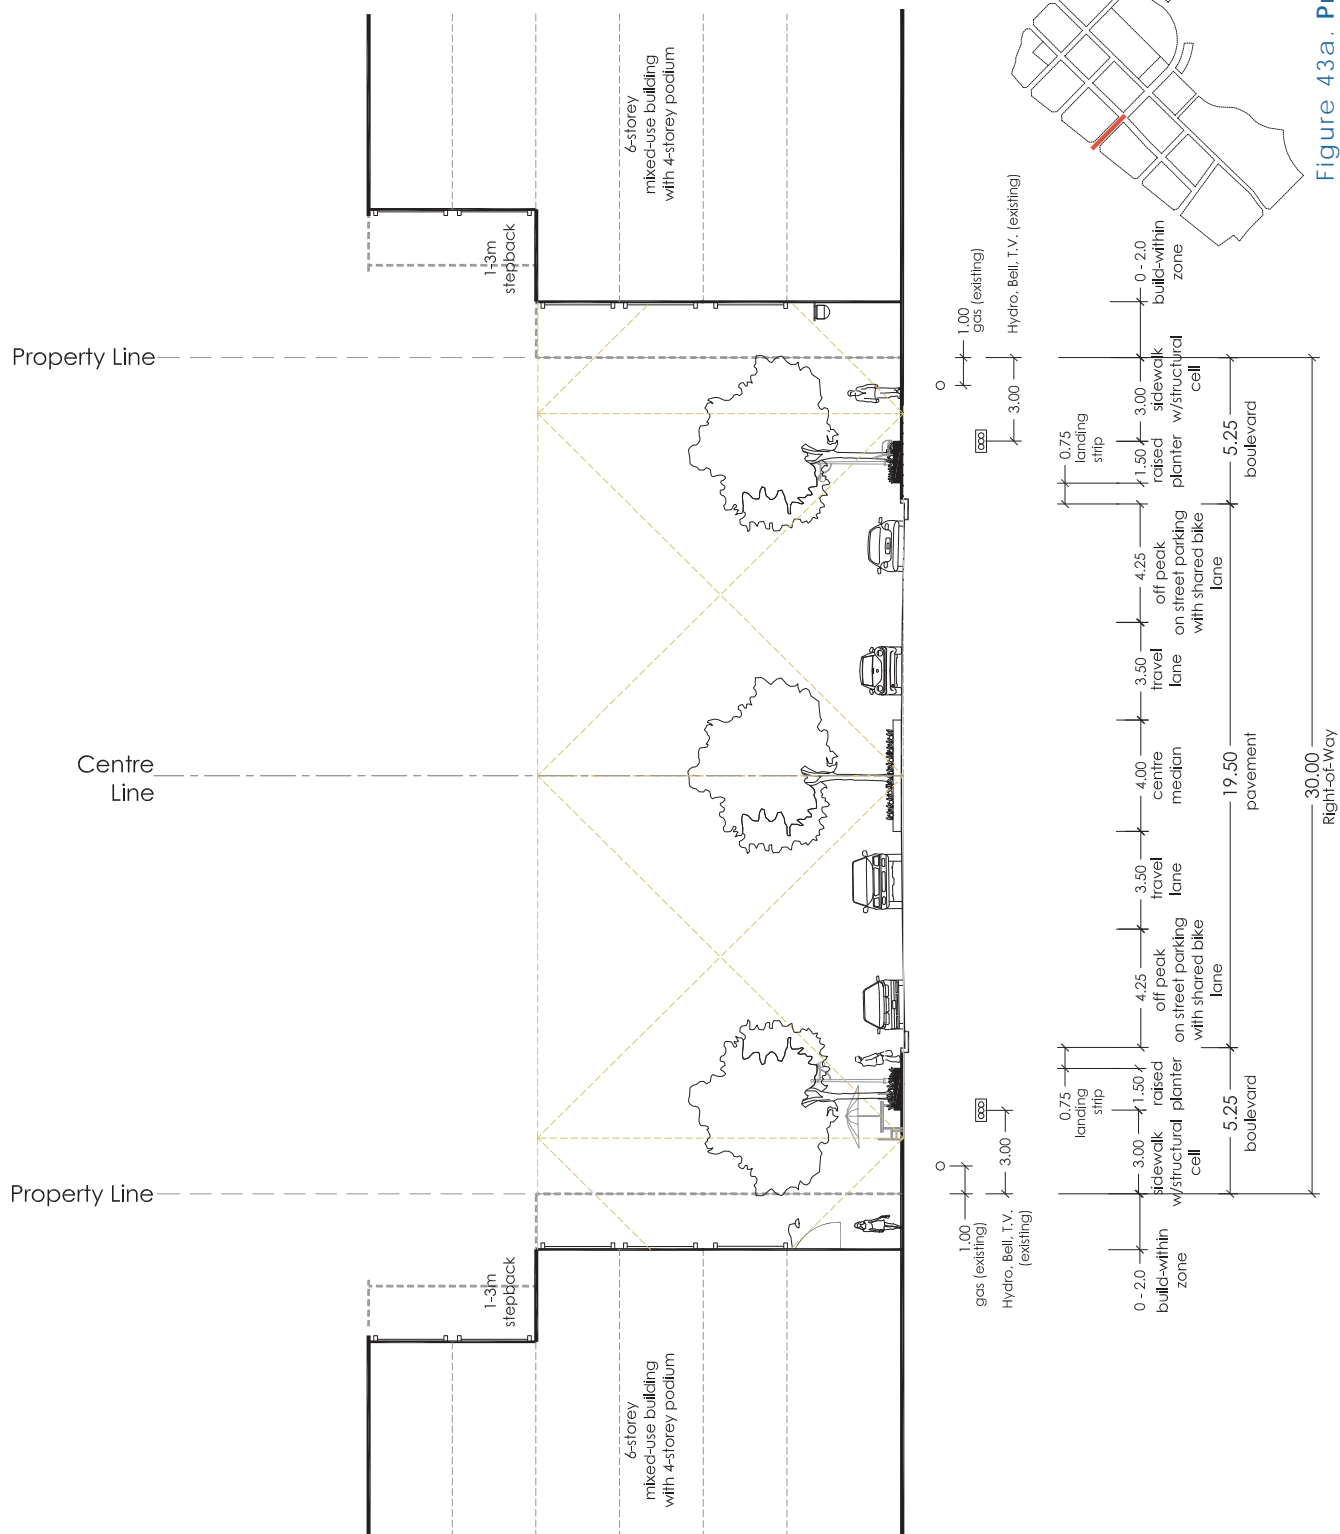 Property Line
Centre
Line
Property Line
6-storey
mixed-use building
with 4-storey podium
1-3m
stepback
1-3m
stepback
6-storey
mixed-use building
with 4-storey podium
1.00
gas (existing)
Hydro, Bell, T.V.
(existing)
3.00
3.00
1.00
gas (existing)
Hydro, Bell, T.V. (existing)
0.75
landing
strip
0.75
landing
strip
0 - 2.0
build-within
zone
3.00
sidewalk
w/structural
cell
1.50
raised
planter
4.25
off peak
on street parking
with shared bike
lane
3.50
travel
lane
4.00
centre
median
3.50
travel
lane
4.25
off peak
on street parking
with shared bike
lane
1.50
raised
planter
3.00
sidewalk
w/structural
cell
0 - 2.0
build-within
zone
5.25
boulevard
19.50
pavement
5.25
boulevard
30.00
Right-of-Way
Figure 43a.